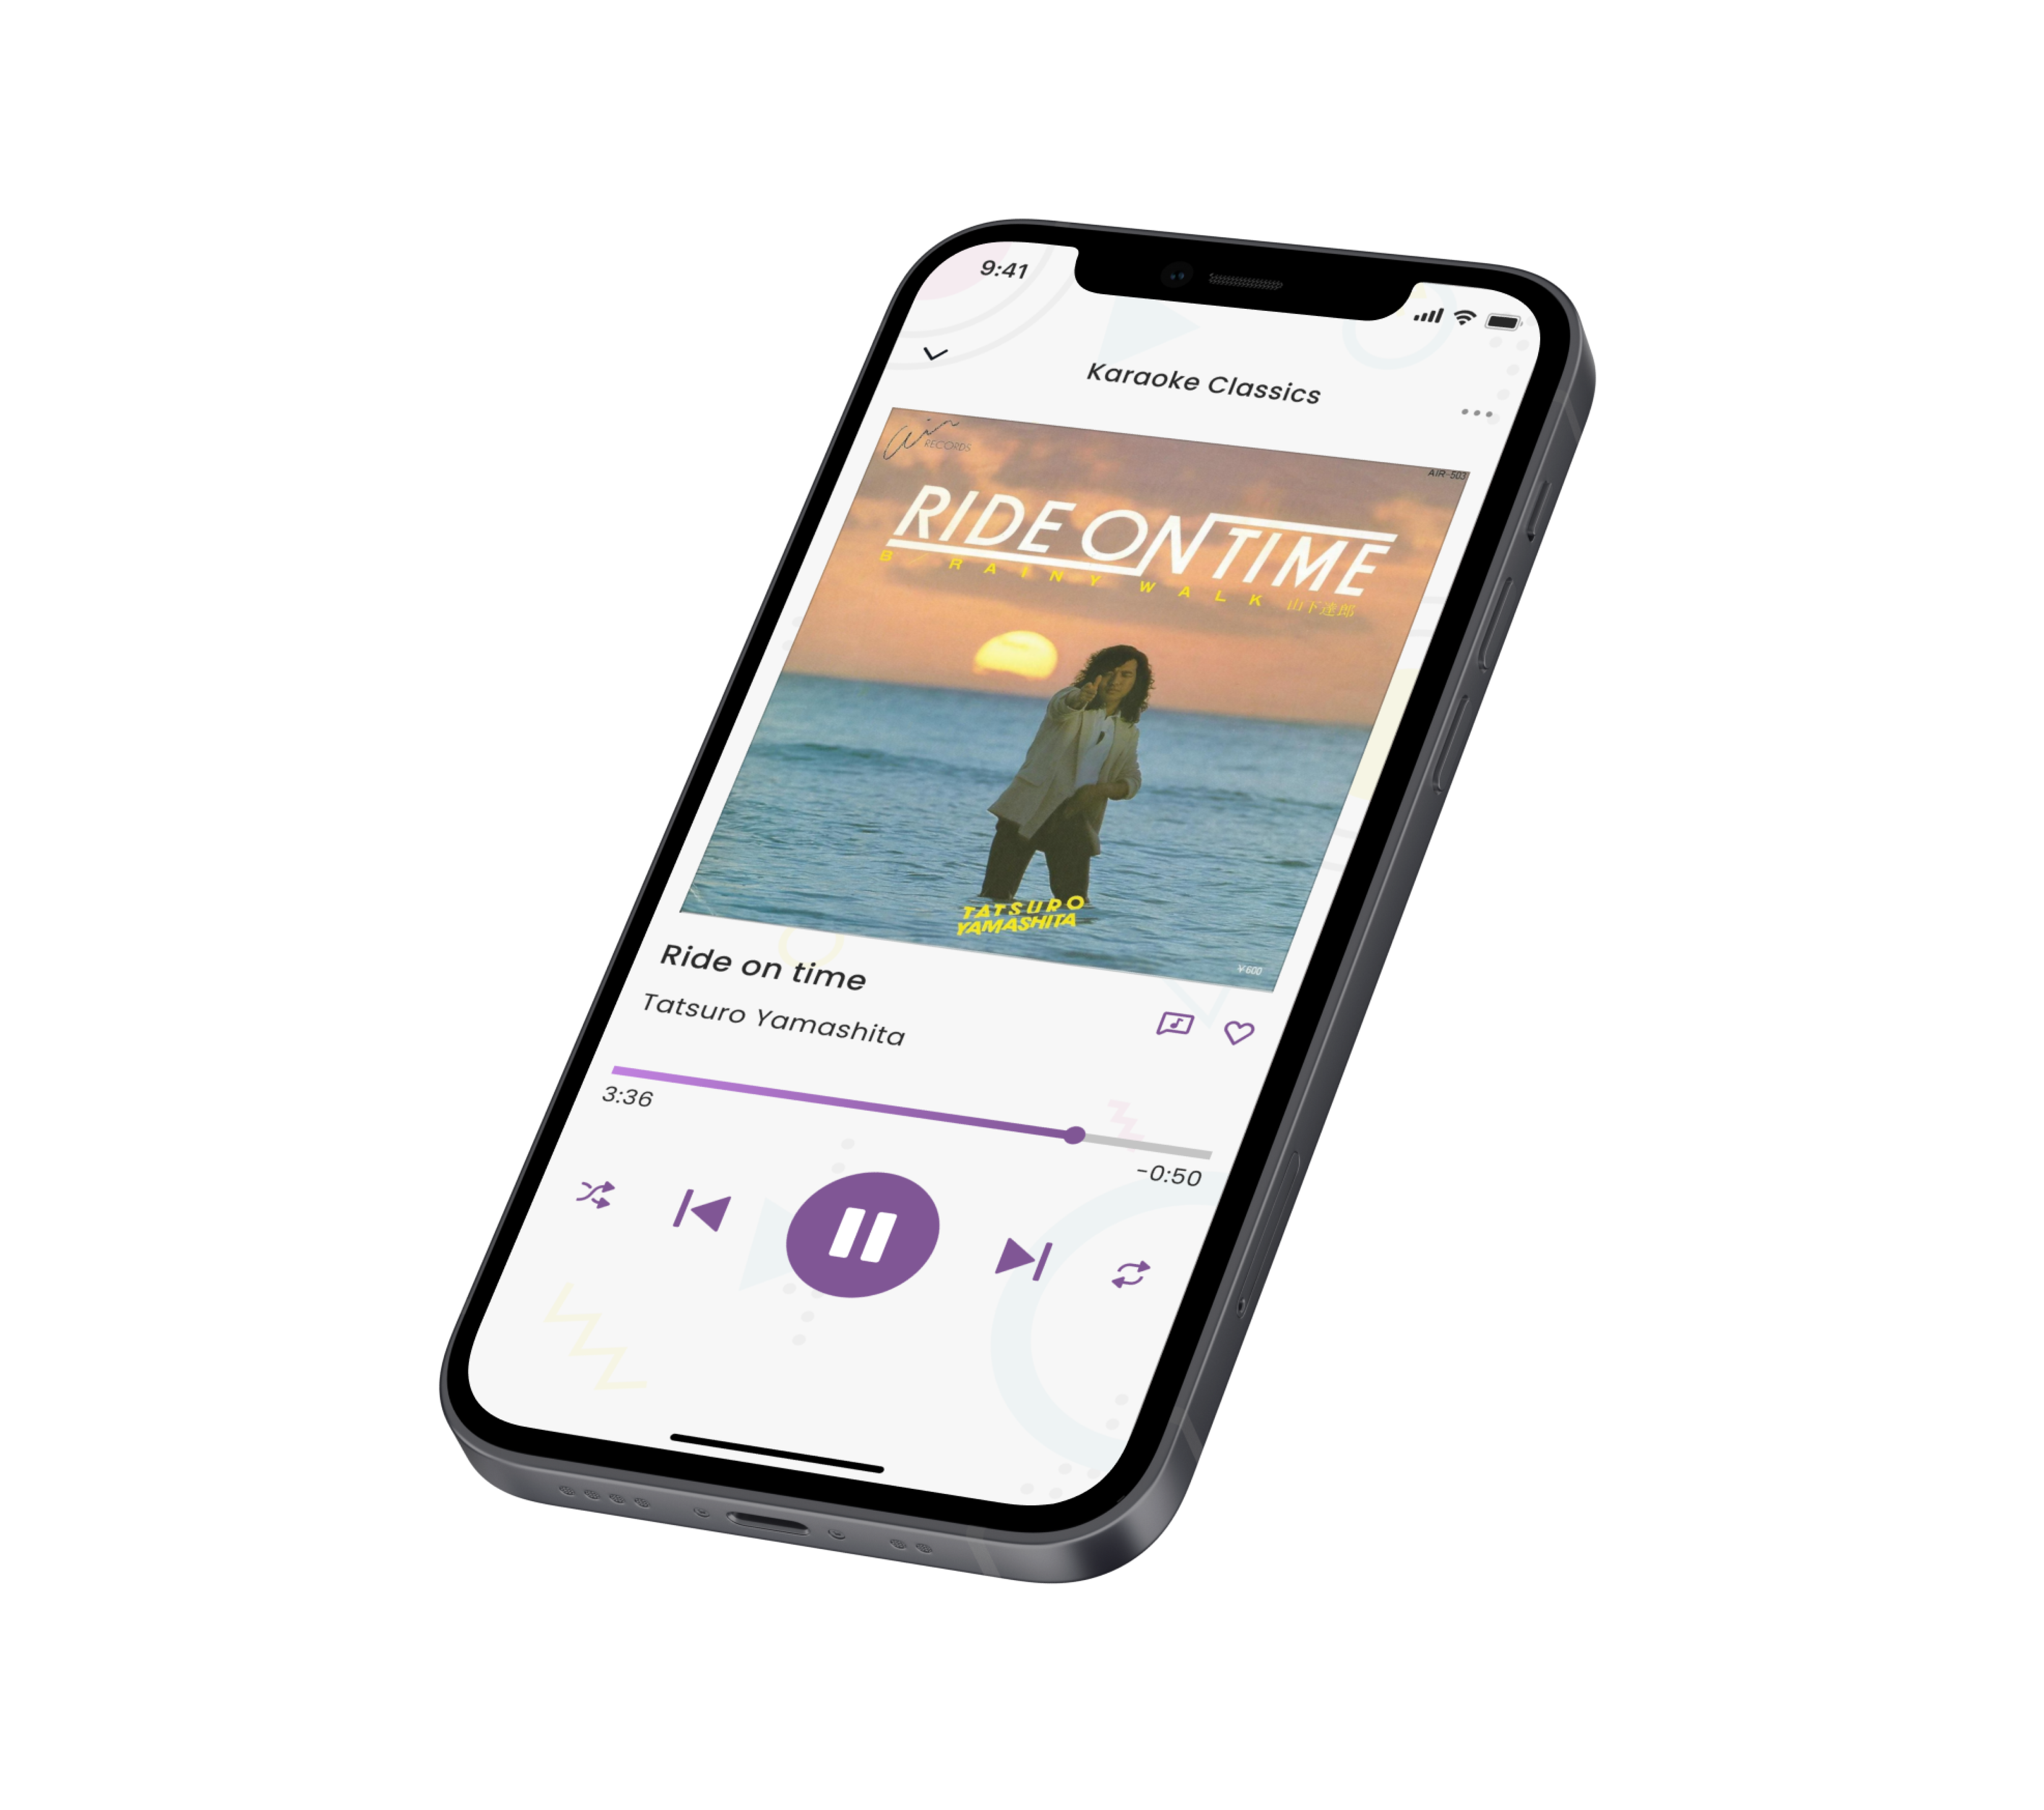 9:41
Karaoke Classics
air RECORDS
AIR-503
RIDE ON TIME
B RAINY WALK 山下達郎
TATSURO
YAMASHITA
¥600
Ride on time
Tatsuro Yamashita
3:36
-0:50